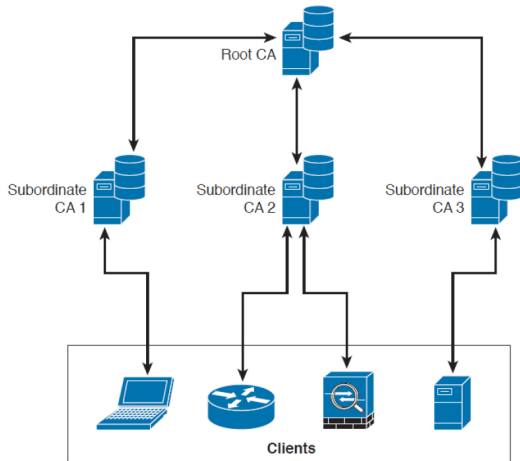 Root CA
Subordinate
CA 1
Subordinate
CA 2
Subordinate
CA 3
Clients